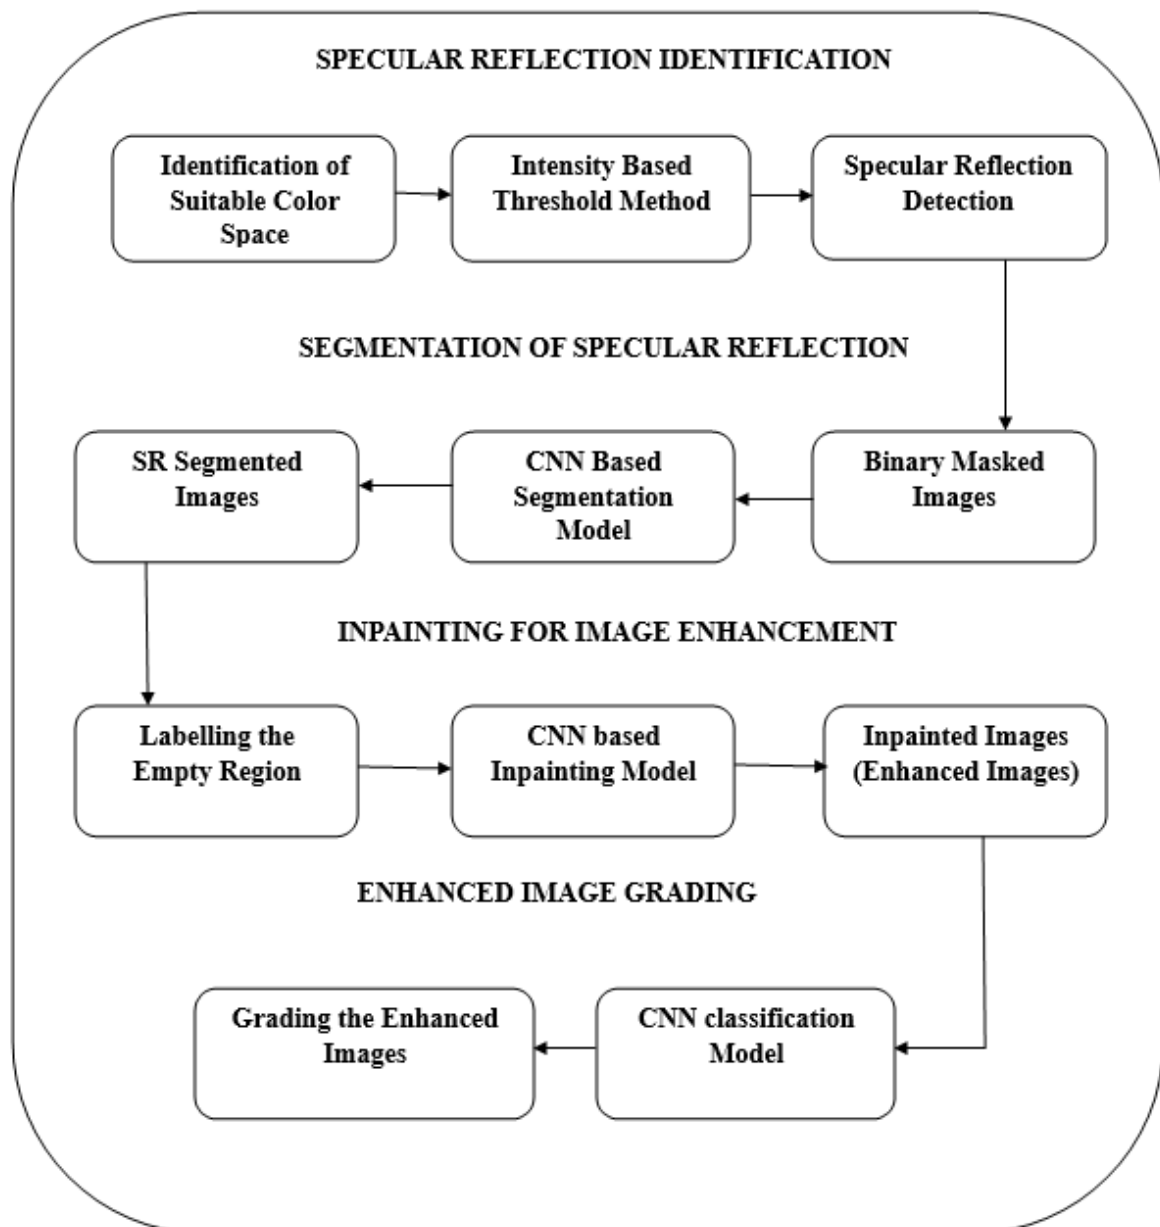 SPECULAR REFLECTION IDENTIFICATION
Identification of
Suitable Color
Space
Intensity Based
Threshold Method
Specular Reflection
Detection
SEGMENTATION OF SPECULAR REFLECTION
SR Segmented
Images
CNN Based
Segmentation
Model
Binary Masked
Images
INPAINTING FOR IMAGE ENHANCEMENT
Labelling the
Empty Region
CNN based
Inpainting Model
Inpainted Images
(Enhanced Images)
ENHANCED IMAGE GRADING
Grading the Enhanced
Images
CNN classification
Model